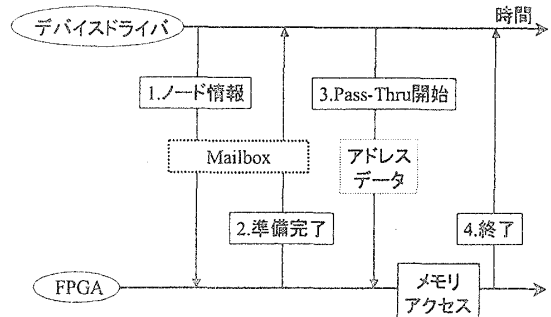 デバイスドライバ
時間
1.ノード情報
3.Pass-Thru開始
Mailbox
アドレス
データ
2.準備完了
4.終了
FPGA
メモリ
アクセス